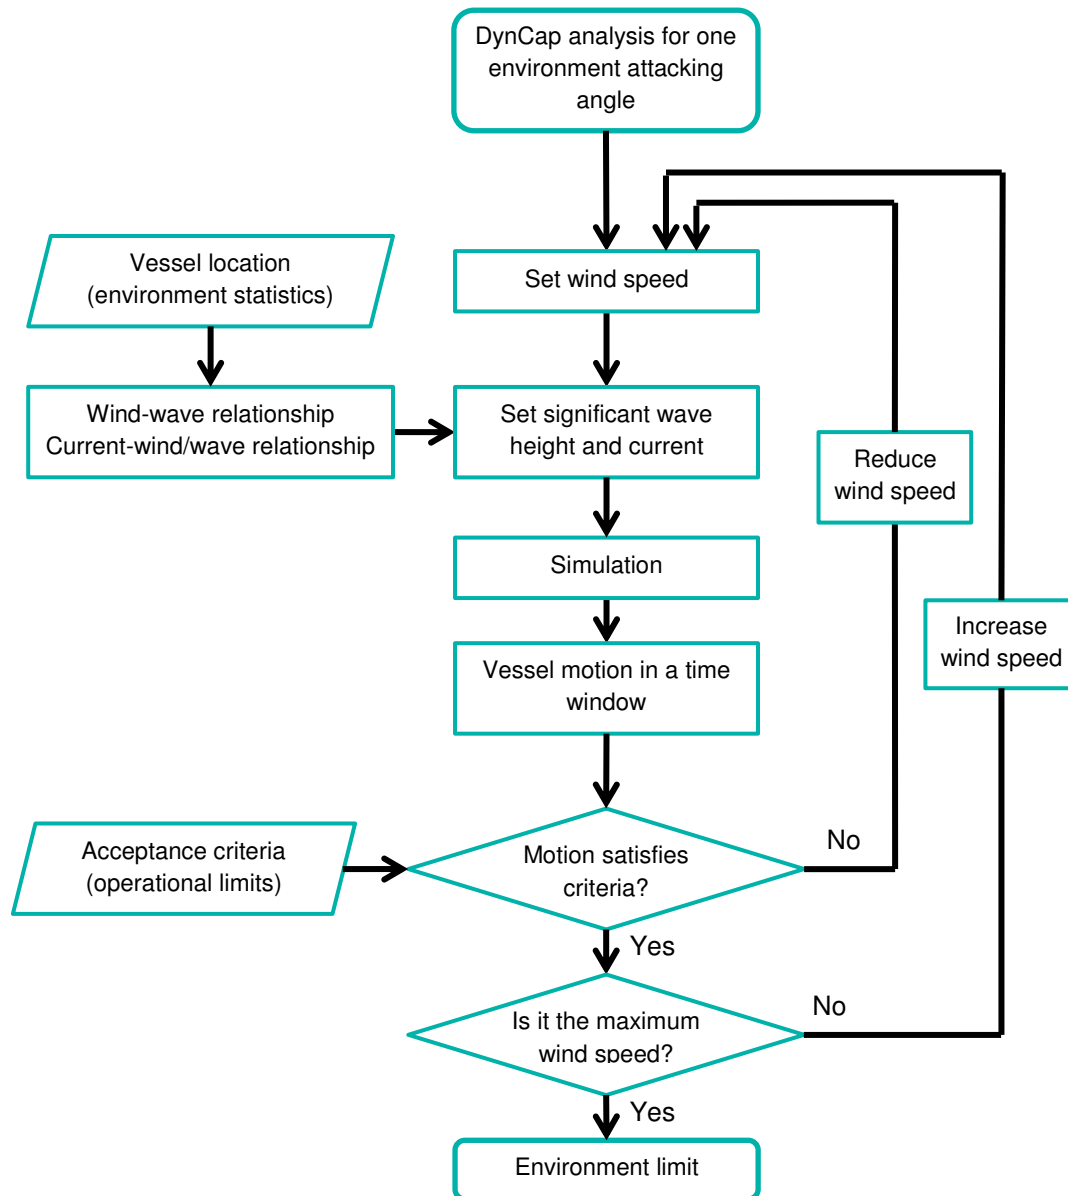 DynCap analysis for one
environment attacking
angle
Set wind speed
Vessel location
(environment statistics)
Wind-wave relationship
Current-wind/wave relationship
Set significant wave
height and current
Reduce
wind speed
Simulation
Increase
wind speed
Vessel motion in a time
window
Acceptance criteria
(operational limits)
Motion satisfies
criteria?
No
Yes
Is it the maximum
wind speed?
No
Yes
Environment limit